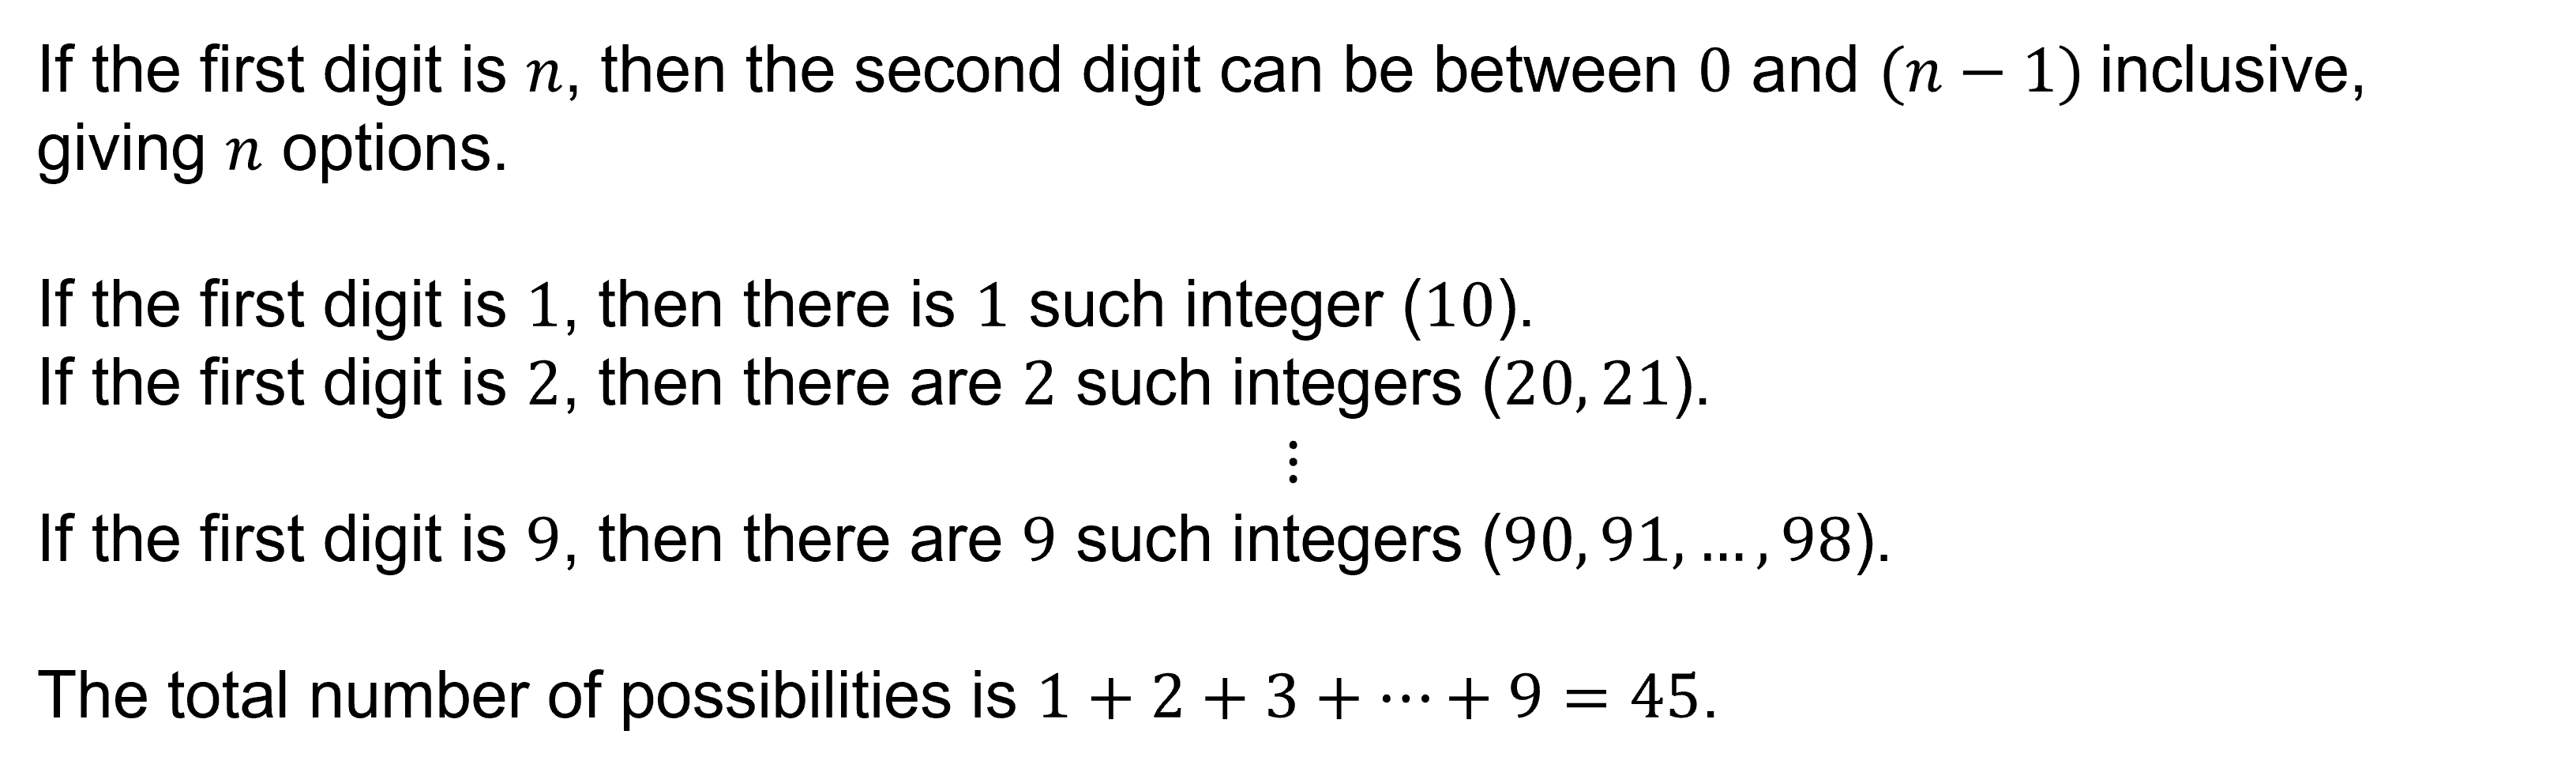 If the first digit is n, then the second digit can be between 0 and (n − 1) inclusive,
giving n options.
If the first digit is 1, then there is 1 such integer (10).
If the first digit is 2, then there are 2 such integers (20, 21).
⋮
If the first digit is 9, then there are 9 such integers (90, 91, … , 98).
The total number of possibilities is 1 + 2 + 3 + ⋯ + 9 = 45.